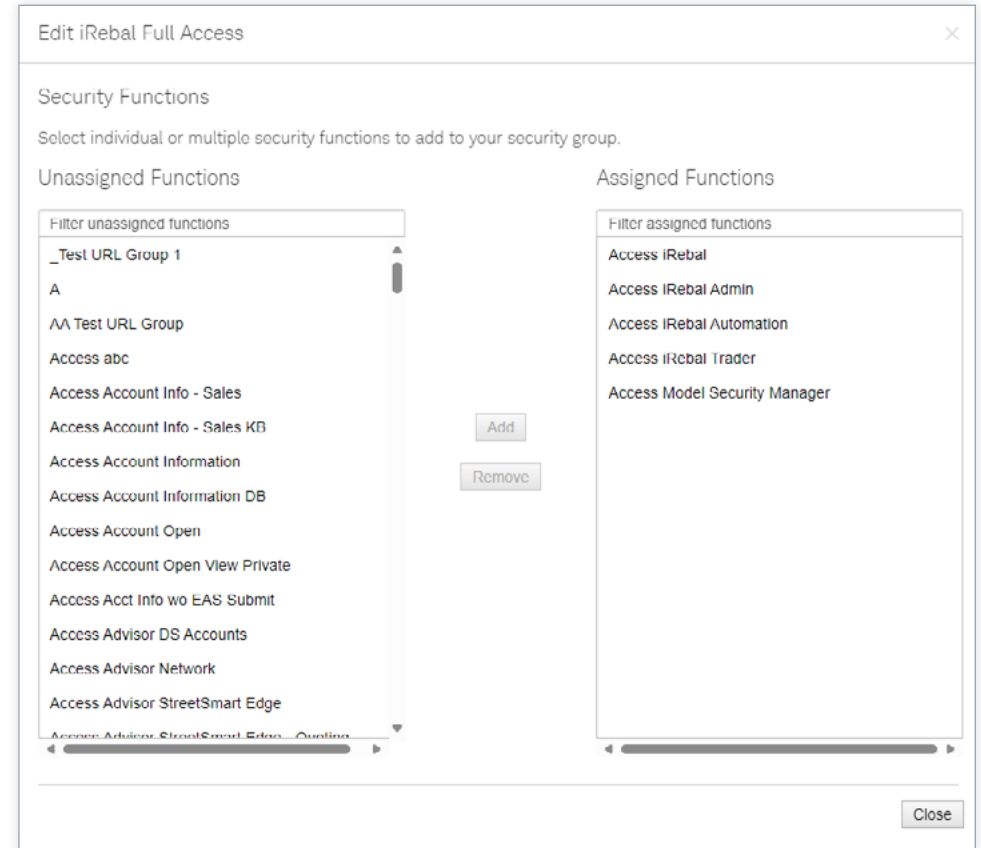 Edit iRebal Full Access
Security Functions
Select individual or multiple security functions to add to your security group.
Unassigned Functions
Filter unassigned functions
_Test URL Group 1
A
AA Test URL Group
Access abc
Access Account Info - Sales
Access Account Info - Sales KB
Access Account Information
Access Account Information DB
Access Account Open
Access Account Open View Private
Access Acct Info wo EAS Submit
Access Advisor DS Accounts
Access Advisor Network
Access Advisor StreetSmart Edge
Access Advisor StreetSmart Edge - Quoting
Add
Remove
Assigned Functions
Filter assigned functions
Access iRebal
Access iRebal Admin
Access iRebal Automation
Access iRebal Trader
Access Model Security Manager
Close